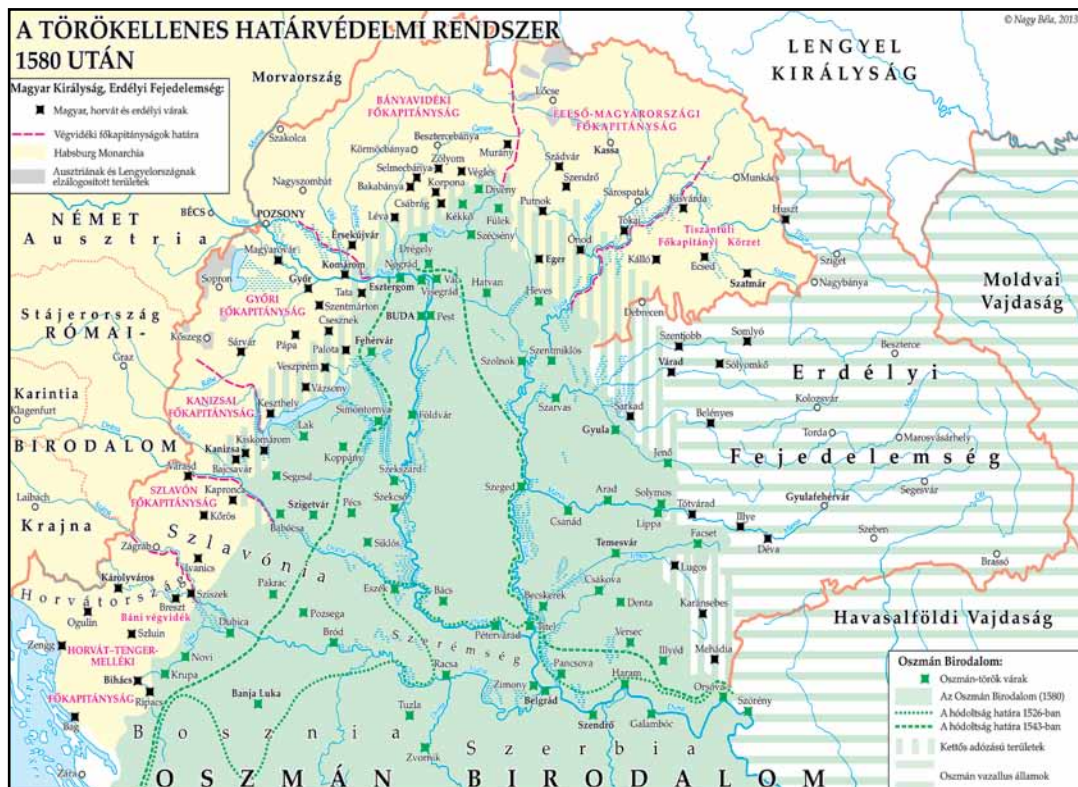 A TÖRÖKELLENES HATÁRVÉDELMI RENDSZER
1580 UTÁN
© Nagy Béla, 2013
Magyar Királyság, Erdélyi Fejedelemség:
Magyar, horvát és erdélyi várak
Végvidéki főkapitányságok határa
Habsburg Monarchia
Ausztriának és Lengyelországnak
elzálogosított területek
LENGYEL
KIRÁLYSÁG
Morvaország
BÁNYAVIDÉKI
FŐKAPITÁNYSÁG
FELSŐ-MAGYARORSZÁGI
FŐKAPITÁNYSÁG
Lőcse
Kassa
Szakolca
Besztercebánya
Körmöcbánya
Zólyom
Selmecbánya
Végles
Murány
Szádvár
Szendrő
Bakabánya
Korpona
Csábrág
Divény
Nagyszombat
Léva
Kékkő
Fülek
Putnok
Sárospatak
Munkács
Kisvárda
Huszt
NÉMET
Ausztria
BÉCS
POZSONY
Érsekújvár
Drégely
Szécsény
Tokaj
Tiszántúli
Főkapitányi Körzet
Ónod
Magyaróvár
Nógrád
Eger
Kálló
Ecsed
Sziget
Sopron
Győr
Komárom
Esztergom
Vác
Visegrád
Hatvan
Heves
Szatmár
Nagybánya
Moldvai
Vajdaság
Tata
Szentmárton
GYŐRI
FŐKAPITÁNYSÁG
Csesznek
BUDA
Pest
Debrecen
Stájerország
RÓMAI-
Kőszeg
Sárvár
Pápa
Palota
Fehérvár
Szentjobb
Somlyó
Graz
Veszprém
Vázsony
Szolnok
Szentmiklós
Várad
Sólyomkő
Beszterce
Erdélyi
Karintia
Klagenfurt
KANIZSAI
FŐKAPITÁNYSÁG
Keszthely
Simontornya
Földvár
Szarvas
Sarkad
Belényes
Kolozsvár
BIRODALOM
Kanizsa
Kiskomárom
Lak
Gyula
Torda
Marosvásárhely
Bajcsavár
Koppány
Jenő
Fejedelemség
Varasd
Segesd
Szekszárd
Szeged
Segesvár
SZLAVÓN
FŐKAPITÁNYSÁG
Kapronca
Szigetvár
Pécs
Szekcső
Arad
Solymos
Tótvárad
Gyulafehérvár
Laibach
Krajna
Kőrös
Babócsa
Csanád
Lippa
Illye
Szeben
Szlavónia
Siklós
Temesvár
Facset
Déva
Brassó
Zágráb
Ivanics
Lugos
Károlyváros
Pakrac
Eszék
Csákova
Horvátország
Sziszek
Breszt
Bács
Becskerek
Denta
Karánsebes
Havasalföldi Vajdaság
Ogulin
Báni végvidék
Pozsega
Titel
Szluin
Dubica
Bród
Szerémség
Pétervárad
Versec
Mehádia
Zengg
HORVÁT-TENGER-
MELLÉKI
FŐKAPITÁNYSÁG
Novi
Illyéd
Bihács
Krupa
Racsa
Pancsova
Haram
Ripács
Banja Luka
Zimony
Belgrád
Orsova
Szörény
Bag
Tuzla
Szendrő
Galambóc
Bosznia
Szerbia
Zvornik
Zára
OSZMÁN BIRODALOM
Oszmán Birodalom:
Oszmán-török várak
Az Oszmán Birodalom (1580)
A hódoltság határa 1526-ban
A hódoltság határa 1543-ban
Kettős adózású területek
Oszmán vazallus államok